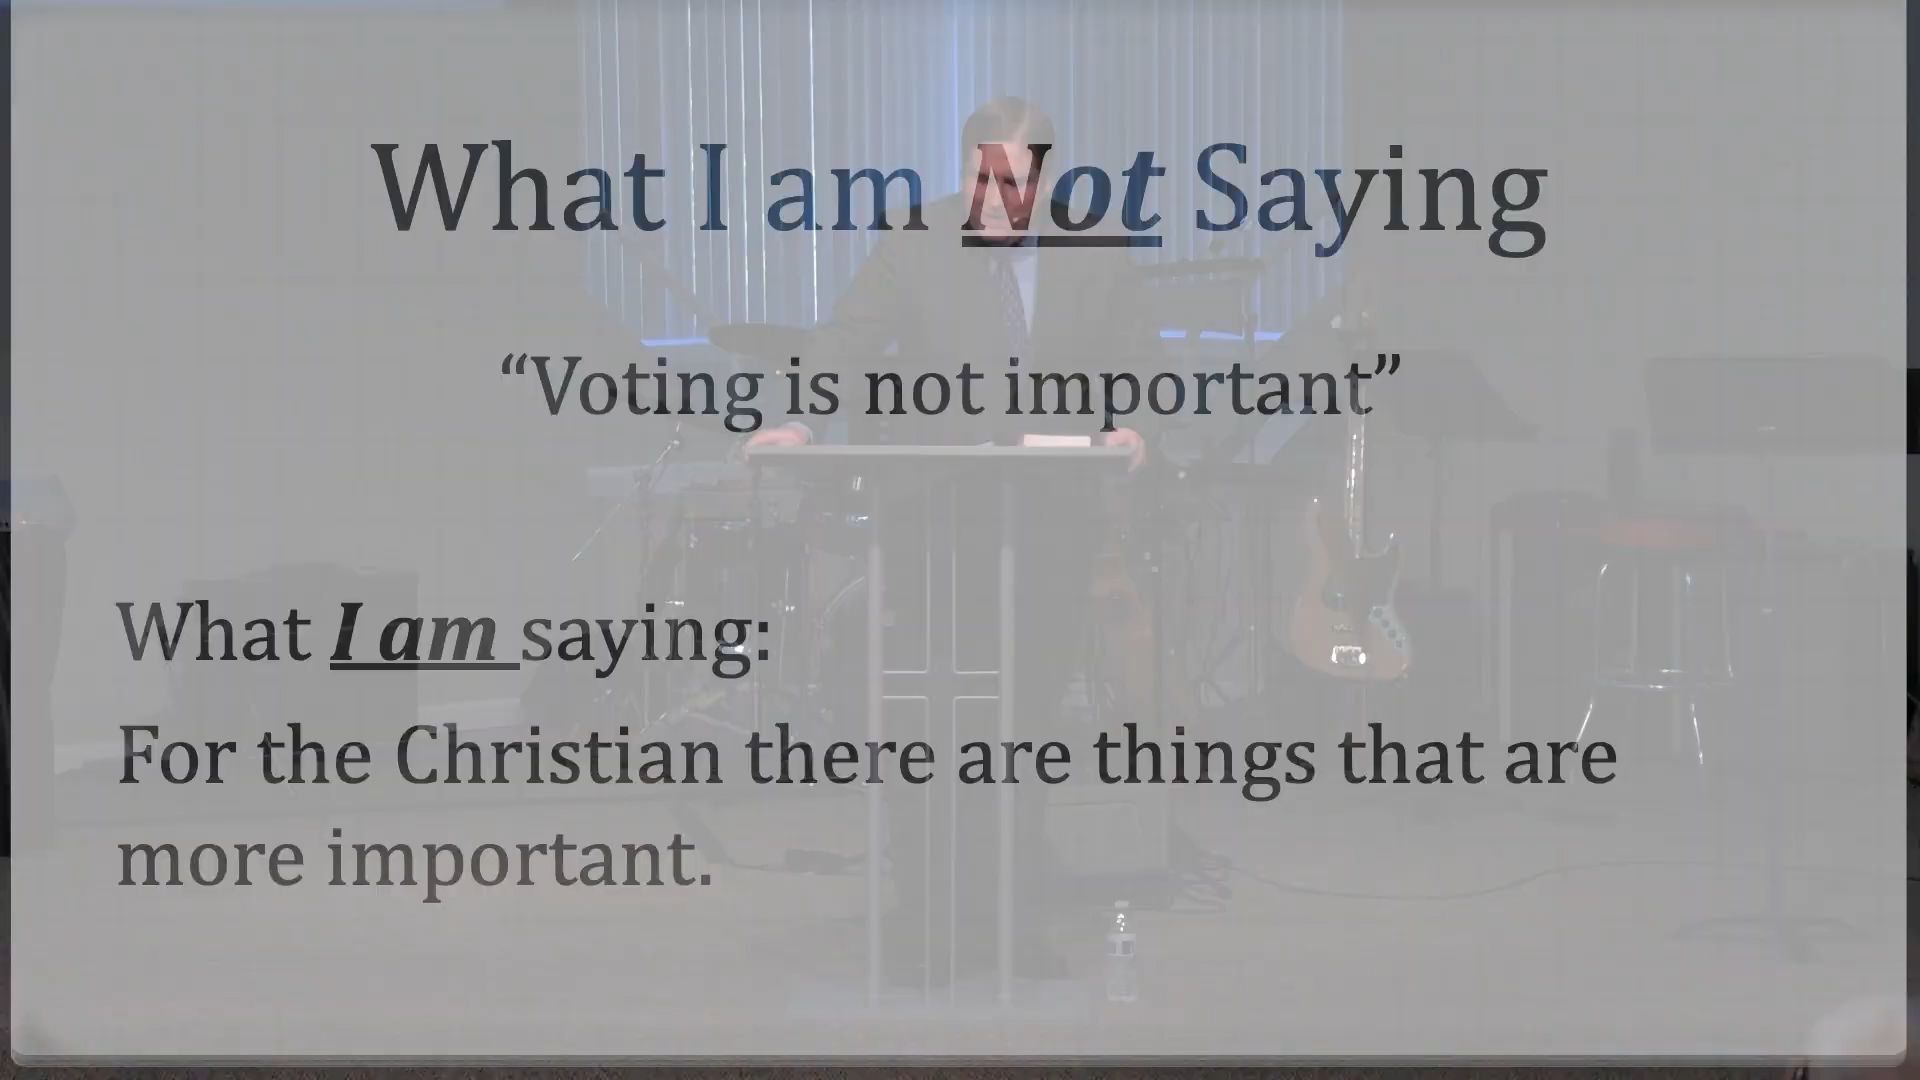 What I am Not Saying
“Voting is not important”
What I am saying:
For the Christian there are things that are
more important.